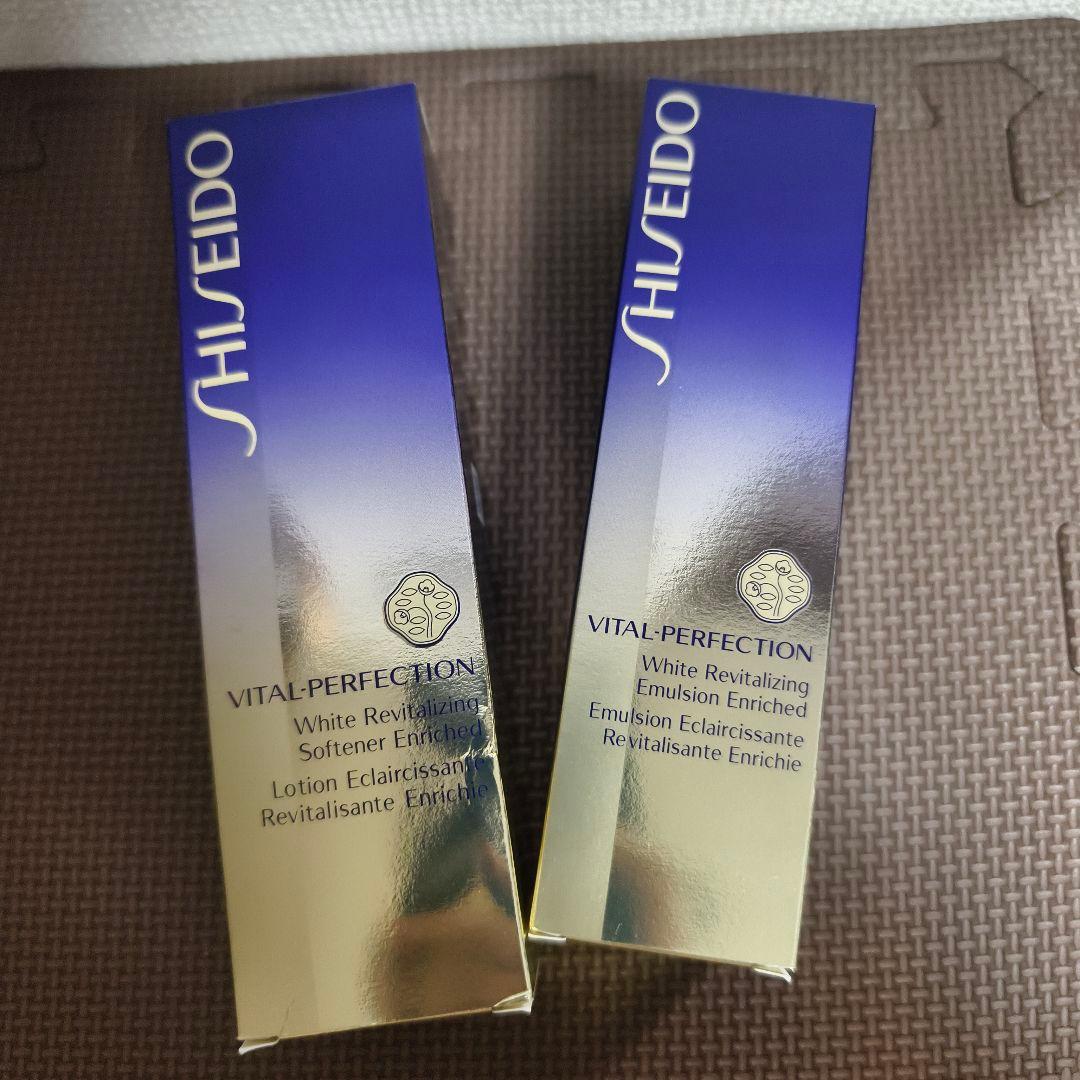 SHISEIDO
VITAL-PERFECTION
White Revitalizing
Softener Enriched
Lotion Eclaircissante
Revitalisante Enrichie
SHISEIDO
VITAL-PERFECTION
White Revitalizing
Emulsion Enriched
Emulsion Eclaircissante
Revitalisante Enrichie